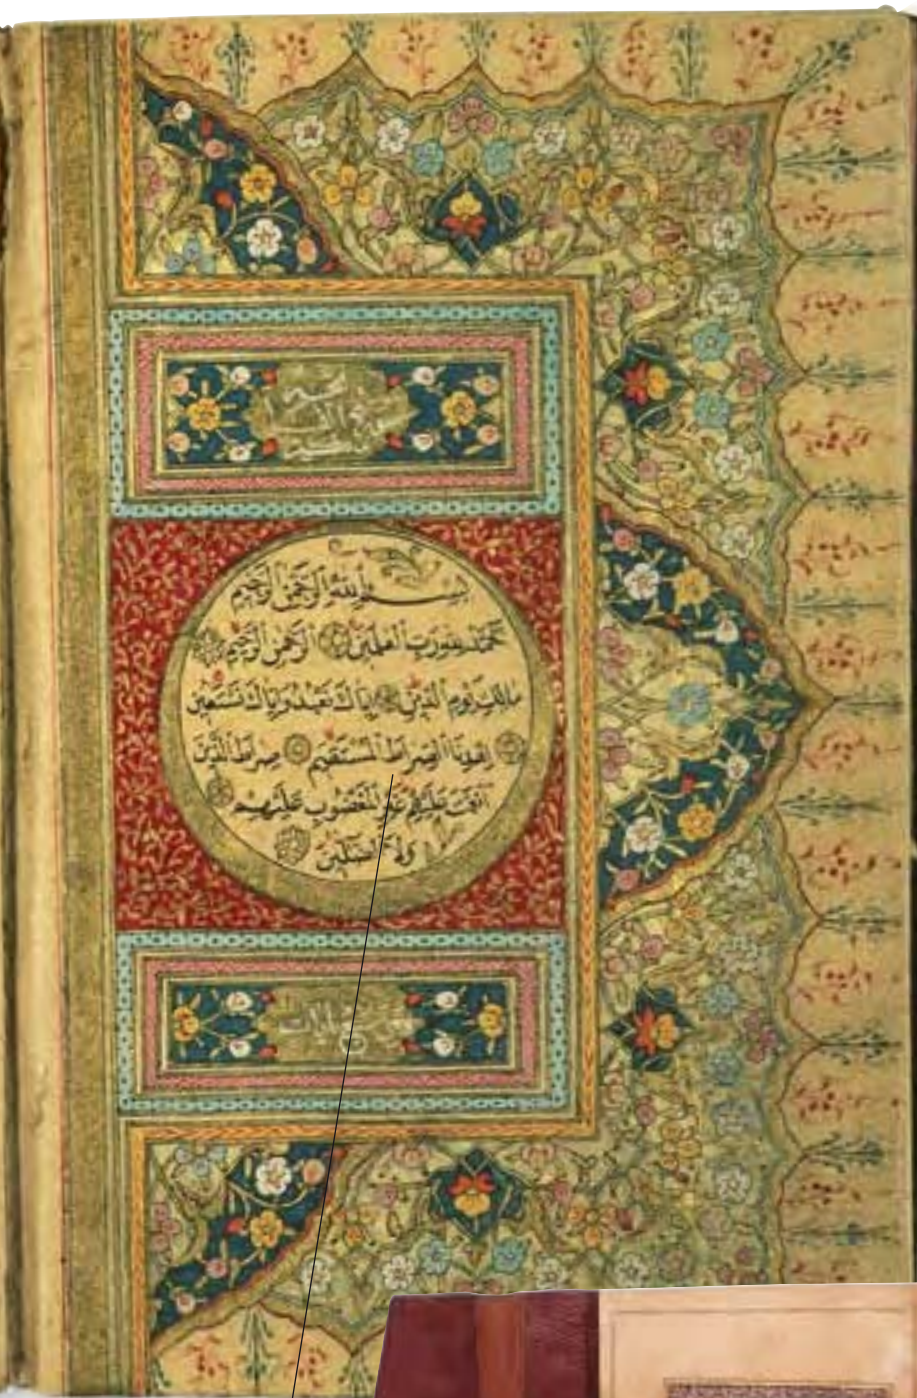 بسم الله الرحمن الرحيم
الحمد لله رب العلمين الرحمن الرحيم
مالك يوم الدين اياك نعبد واياك نستعين
اهدنا الصراط المستقيم صراط الذين
انعمت عليهم غير المغضوب عليهم
ولا الضالين